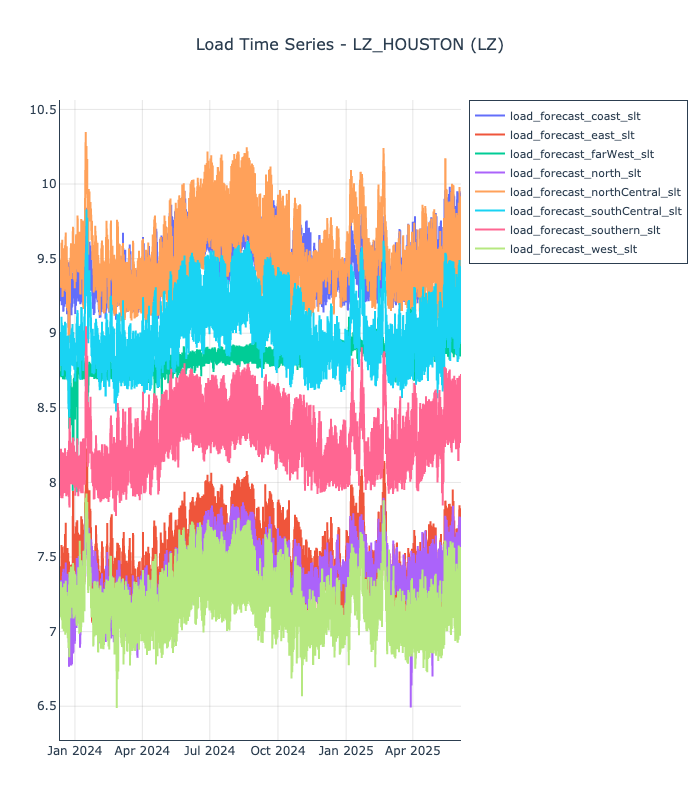 Load Time Series - LZ_HOUSTON (LZ)
10.5
10
9.5
9
8.5
8
7.5
7
6.5
Jan 2024
Apr 2024
Jul 2024
Oct 2024
Jan 2025
Apr 2025
load_forecast_coast_slt
load_forecast_east_slt
load_forecast_farWest_slt
load_forecast_north_slt
load_forecast_northCentral_slt
load_forecast_southCentral_slt
load_forecast_southern_slt
load_forecast_west_slt